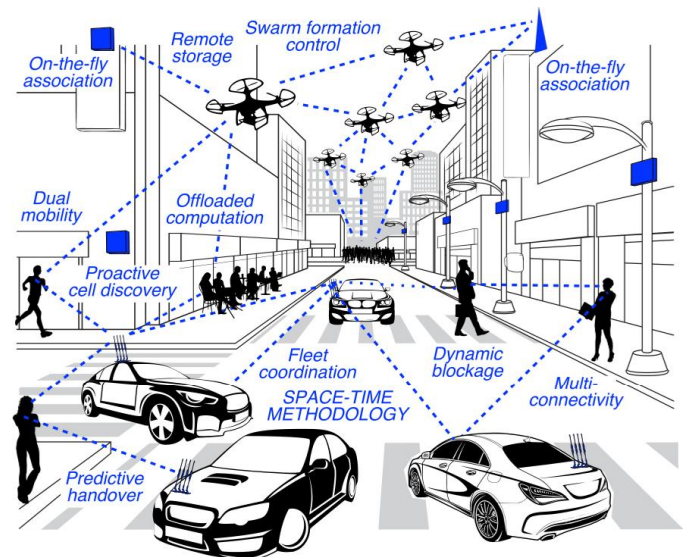 Swarm formation
control
Remote
storage
On-the-fly
association
On-the-fly
association
Dual
mobility
Offloaded
computation
Proactive
cell discovery
Fleet
coordination
Dynamic
blockage
SPACE-TIME
METHODOLOGY
Multi-
connectivity
Predictive
handover